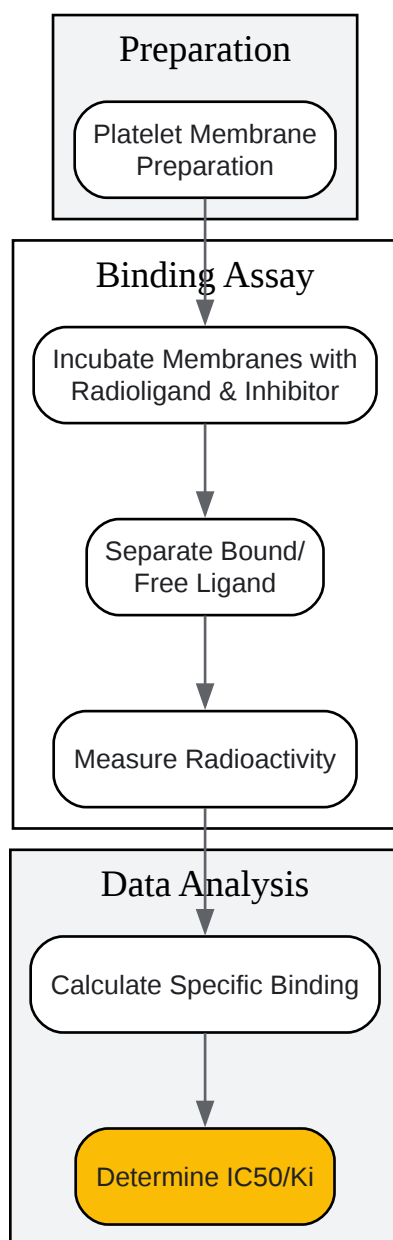 Preparation
Platelet Membrane
Preparation
Binding Assay
Incubate Membranes with
Radioligand & Inhibitor
Separate Bound/
Free Ligand
Measure Radioactivity
Data Analysis
Calculate Specific Binding
Determine IC50/Ki